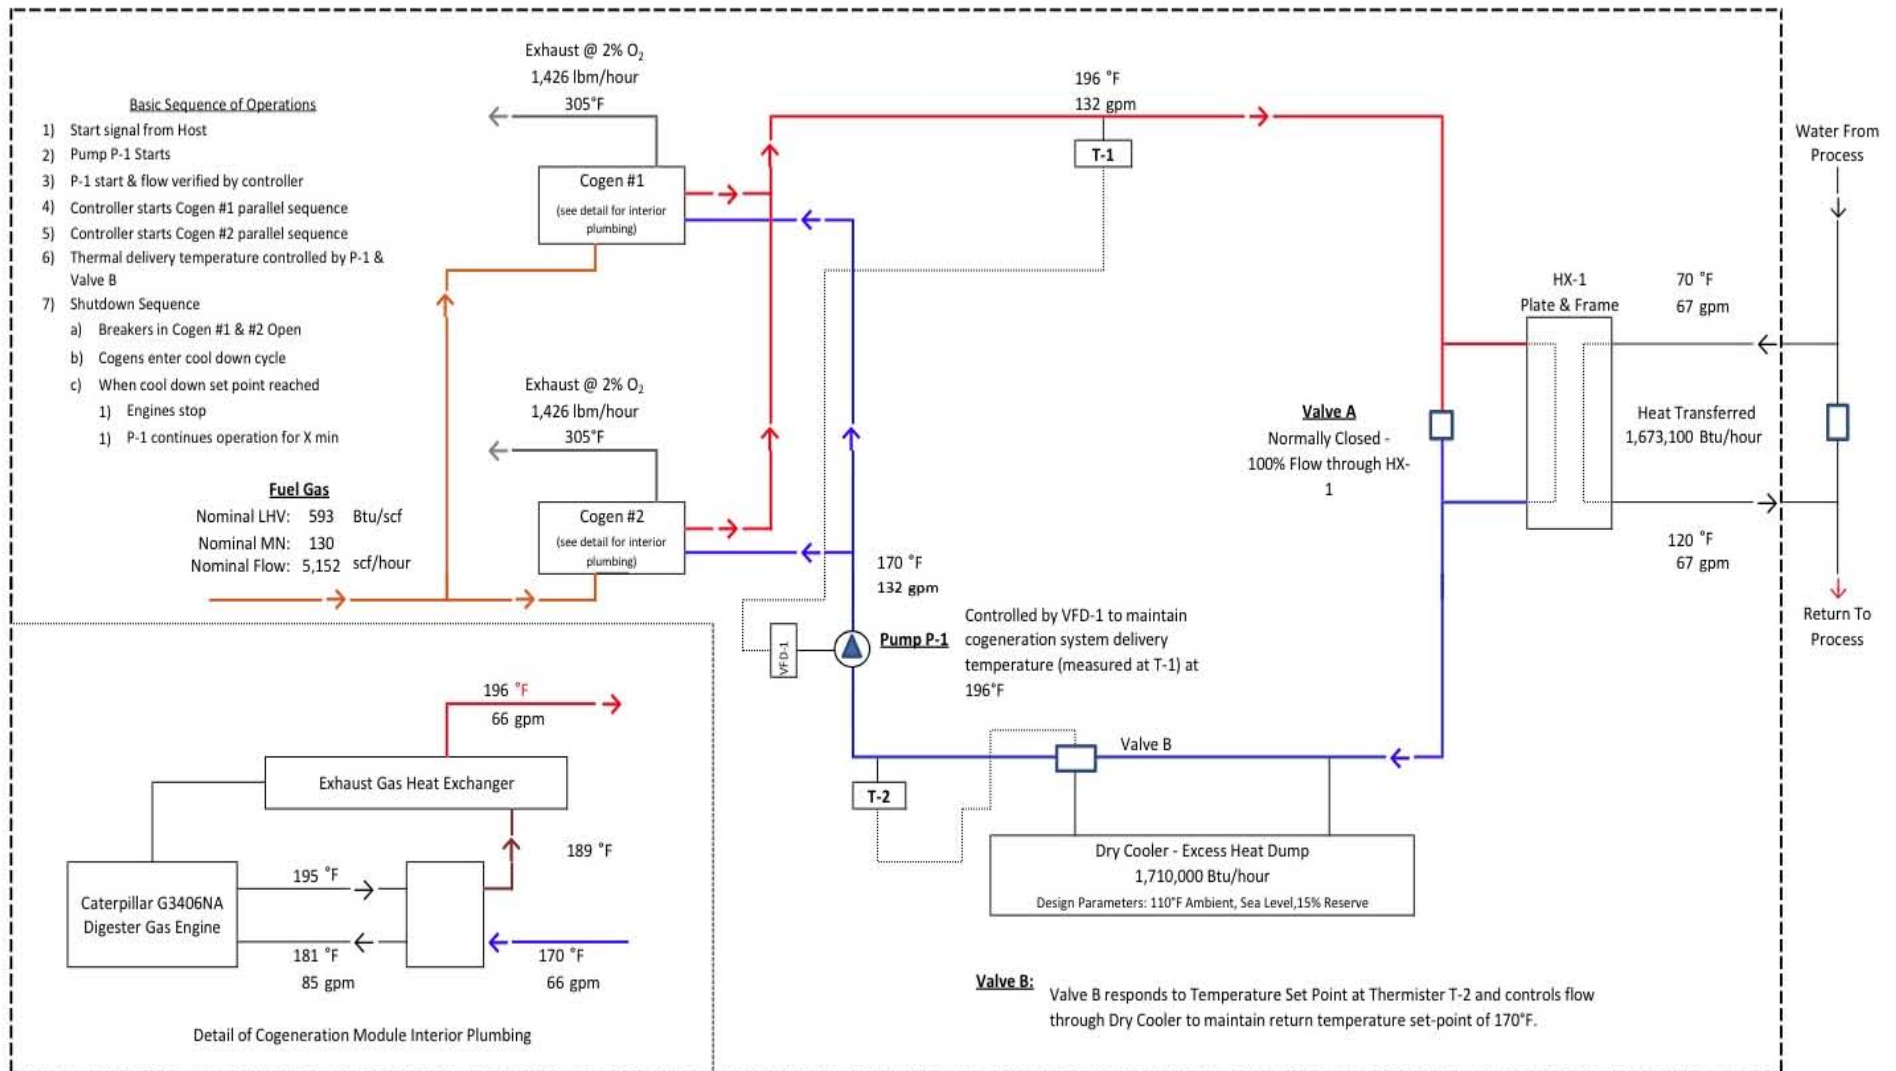 Basic Sequence of Operations
1) Start signal from Host
2) Pump P-1 Starts
3) P-1 start & flow verified by controller
4) Controller starts Cogen #1 parallel sequence
5) Controller starts Cogen #2 parallel sequence
6) Thermal delivery temperature controlled by P-1 &
Valve B
7) Shutdown Sequence
a) Breakers in Cogen #1 & #2 Open
b) Cogens enter cool down cycle
c) When cool down set point reached
1) Engines stop
1) P-1 continues operation for X min
Fuel Gas
Nominal LHV: 593 Btu/scf
Nominal MN: 130
Nominal Flow: 5,152 scf/hour
Exhaust @ 2% O₂
1,426 lbm/hour
305°F
Cogen #1
(see detail for interior
plumbing)
Exhaust @ 2% O₂
1,426 lbm/hour
305°F
Cogen #2
(see detail for interior
plumbing)
196 °F
132 gpm
T-1
Water From
Process
HX-1
Plate & Frame
70 °F
67 gpm
Valve A
Normally Closed -
100% Flow through HX-
1
Heat Transferred
1,673,100 Btu/hour
120 °F
67 gpm
Return To
Process
170 °F
132 gpm
VFD-1
Pump P-1
Controlled by VFD-1 to maintain
cogeneration system delivery
temperature (measured at T-1) at
196°F
Valve B
T-2
Dry Cooler - Excess Heat Dump
1,710,000 Btu/hour
Design Parameters: 110°F Ambient, Sea Level,15% Reserve
Valve B:
Valve B responds to Temperature Set Point at Thermister T-2 and controls flow
through Dry Cooler to maintain return temperature set-point of 170°F.
196 °F
66 gpm
Exhaust Gas Heat Exchanger
189 °F
195 °F
Caterpillar G3406NA
Digester Gas Engine
181 °F
85 gpm
170 °F
66 gpm
Detail of Cogeneration Module Interior Plumbing